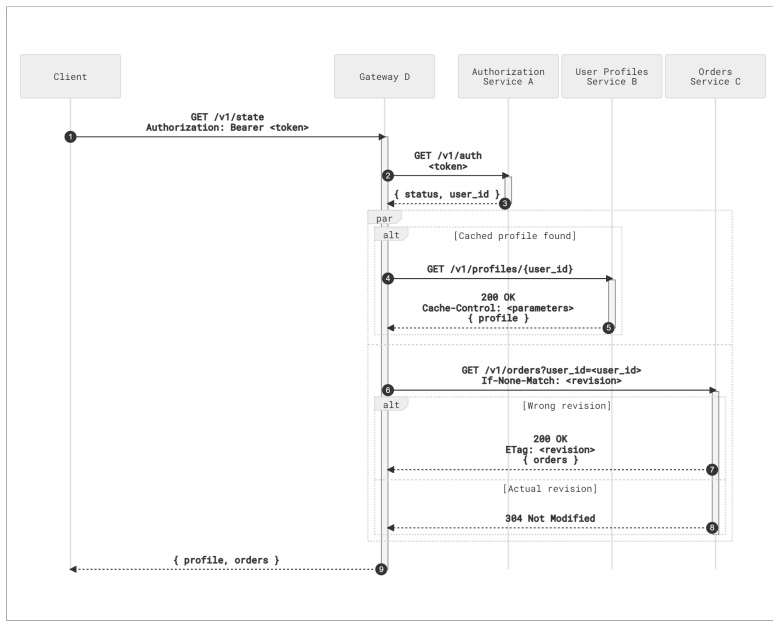 Client
Gateway D
Authorization
Service A
User Profiles
Service B
Orders
Service C
GET /v1/state
Authorization: Bearer <token>
1
GET /v1/auth
<token>
2
{ status, user_id }
3
par
alt
[Cached profile found]
GET /v1/profiles/{user_id}
4
200 OK
Cache-Control: <parameters>
{ profile }
5
GET /v1/orders?user_id=<user_id>
If-None-Match: <revision>
6
alt
[Wrong revision]
200 OK
ETag: <revision>
{ orders }
7
[Actual revision]
304 Not Modified
8
{ profile, orders }
9